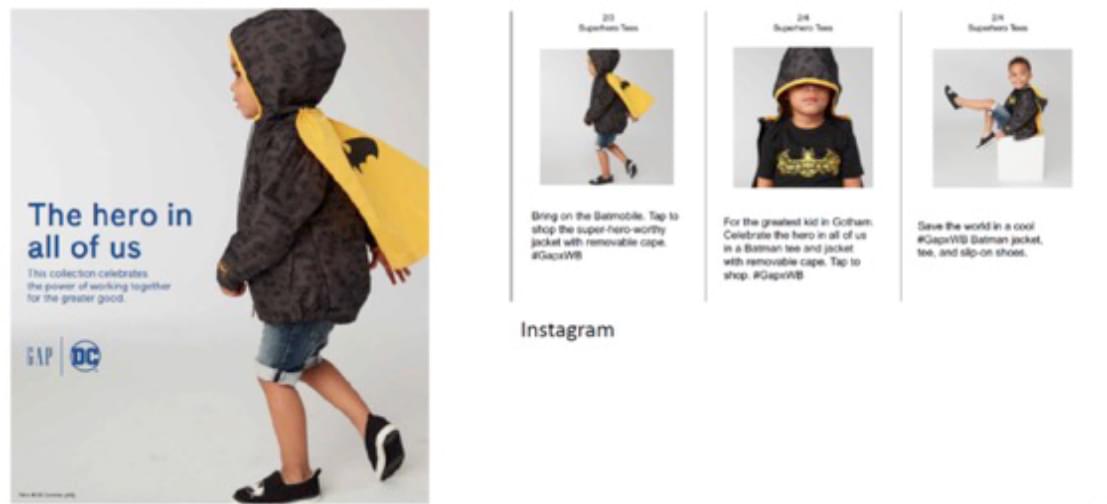 The hero in
all of us
This collection celebrates
the power of working together
for the greater good.
GAP
DC
2/3
Superhero Tees
Bring on the Batmobile. Tap to
shop the super-hero-worthy
jacket with removable cape.
#GapxWB
2/4
Superhero Tees
For the greatest kid in Gotham.
Celebrate the hero in all of us
in a Batman tee and jacket
with removable cape. Tap to
shop. #GapxWB
2/4
Superhero Tees
Save the world in a cool
#GapxWB Batman jacket,
tee, and slip-on shoes.
Instagram